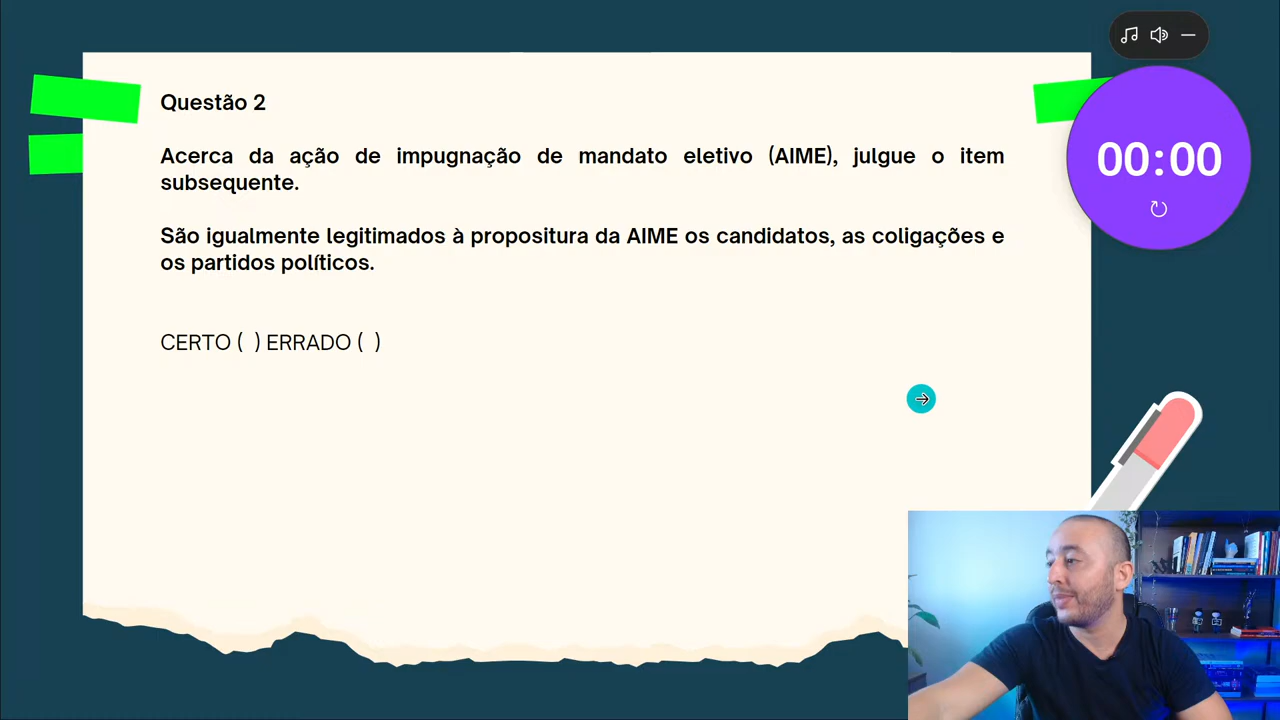 Questão 2
Acerca da ação de impugnação de mandato eletivo (AIME), julgue o item
subsequente.
São igualmente legitimados à propositura da AIME os candidatos, as coligações e
os partidos políticos.
CERTO (  ) ERRADO (  )
00:00